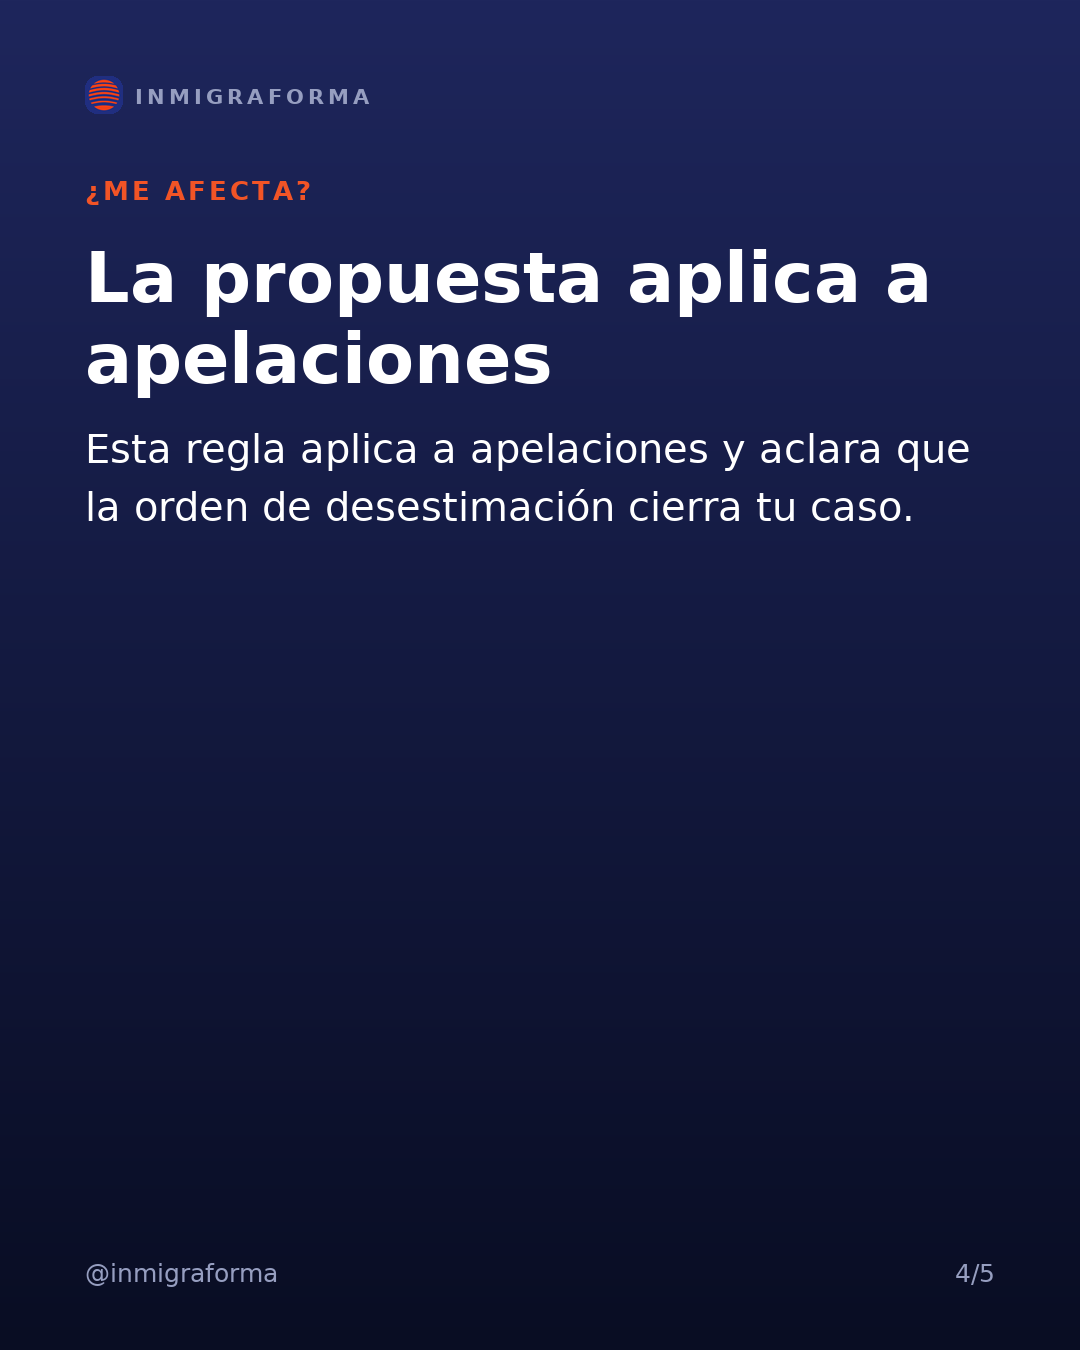 INMIGRAFORMA
¿ME AFECTA?
La propuesta aplica a
apelaciones
Esta regla aplica a apelaciones y aclara que
la orden de desestimación cierra tu caso.
@inmigraforma
4/5